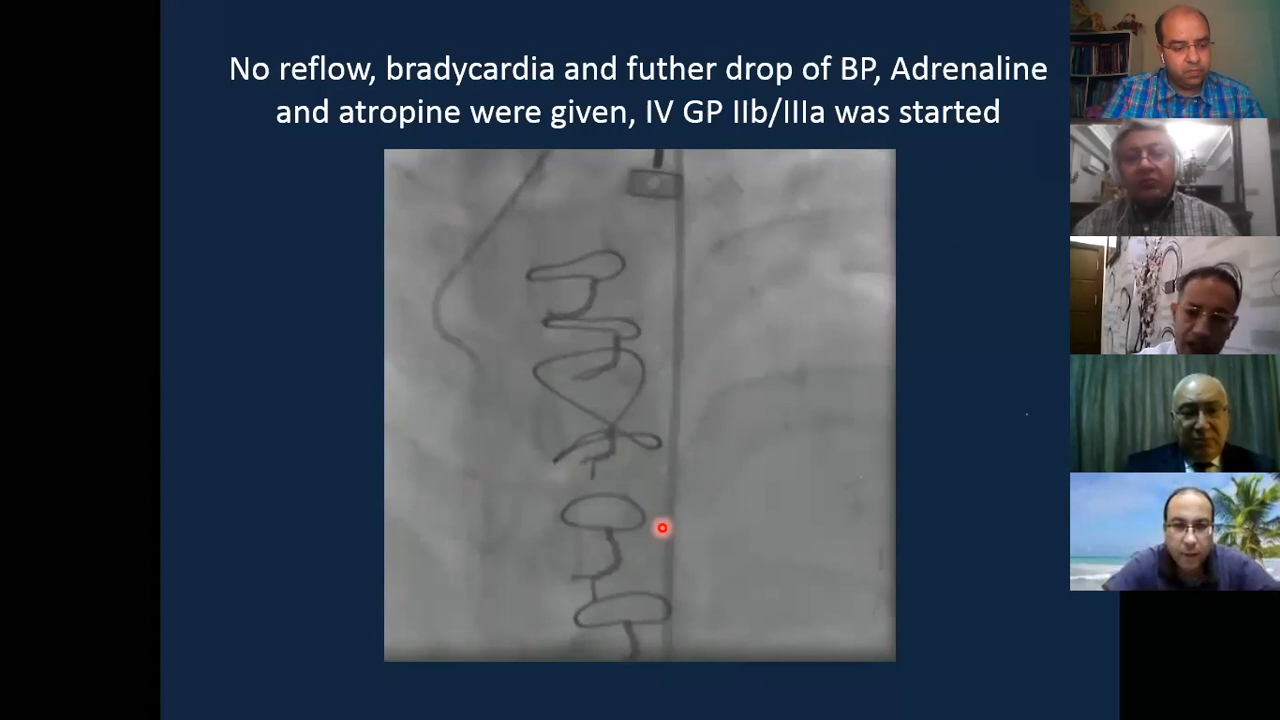 No reflow, bradycardia and futher drop of BP, Adrenaline
and atropine were given, IV GP IIb/IIIa was started